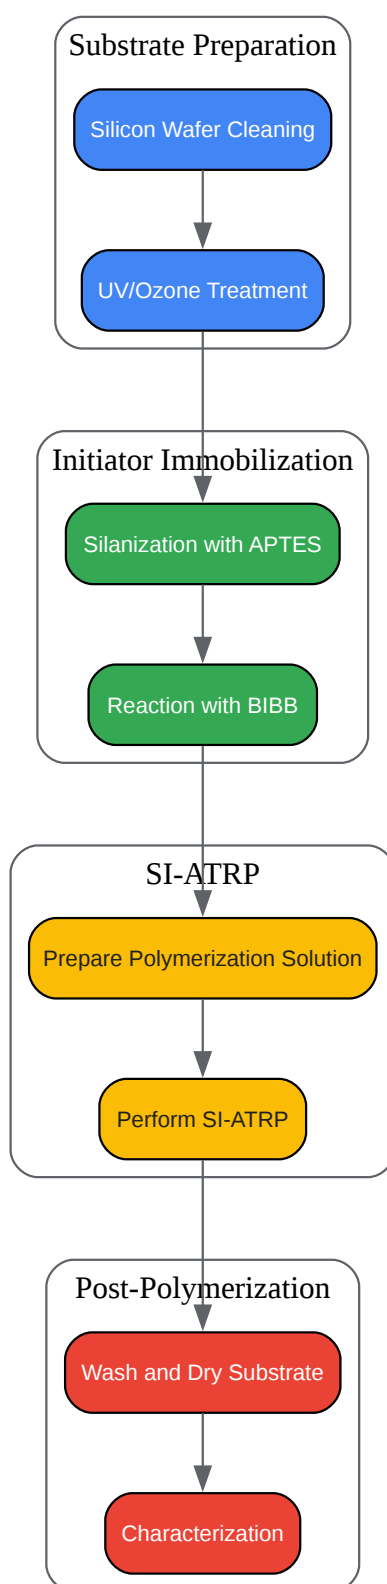 Substrate Preparation
Silicon Wafer Cleaning
UV/Ozone Treatment
Initiator Immobilization
Silanization with APTES
Reaction with BIBB
SI-ATRP
Prepare Polymerization Solution
Perform SI-ATRP
Post-Polymerization
Wash and Dry Substrate
Characterization